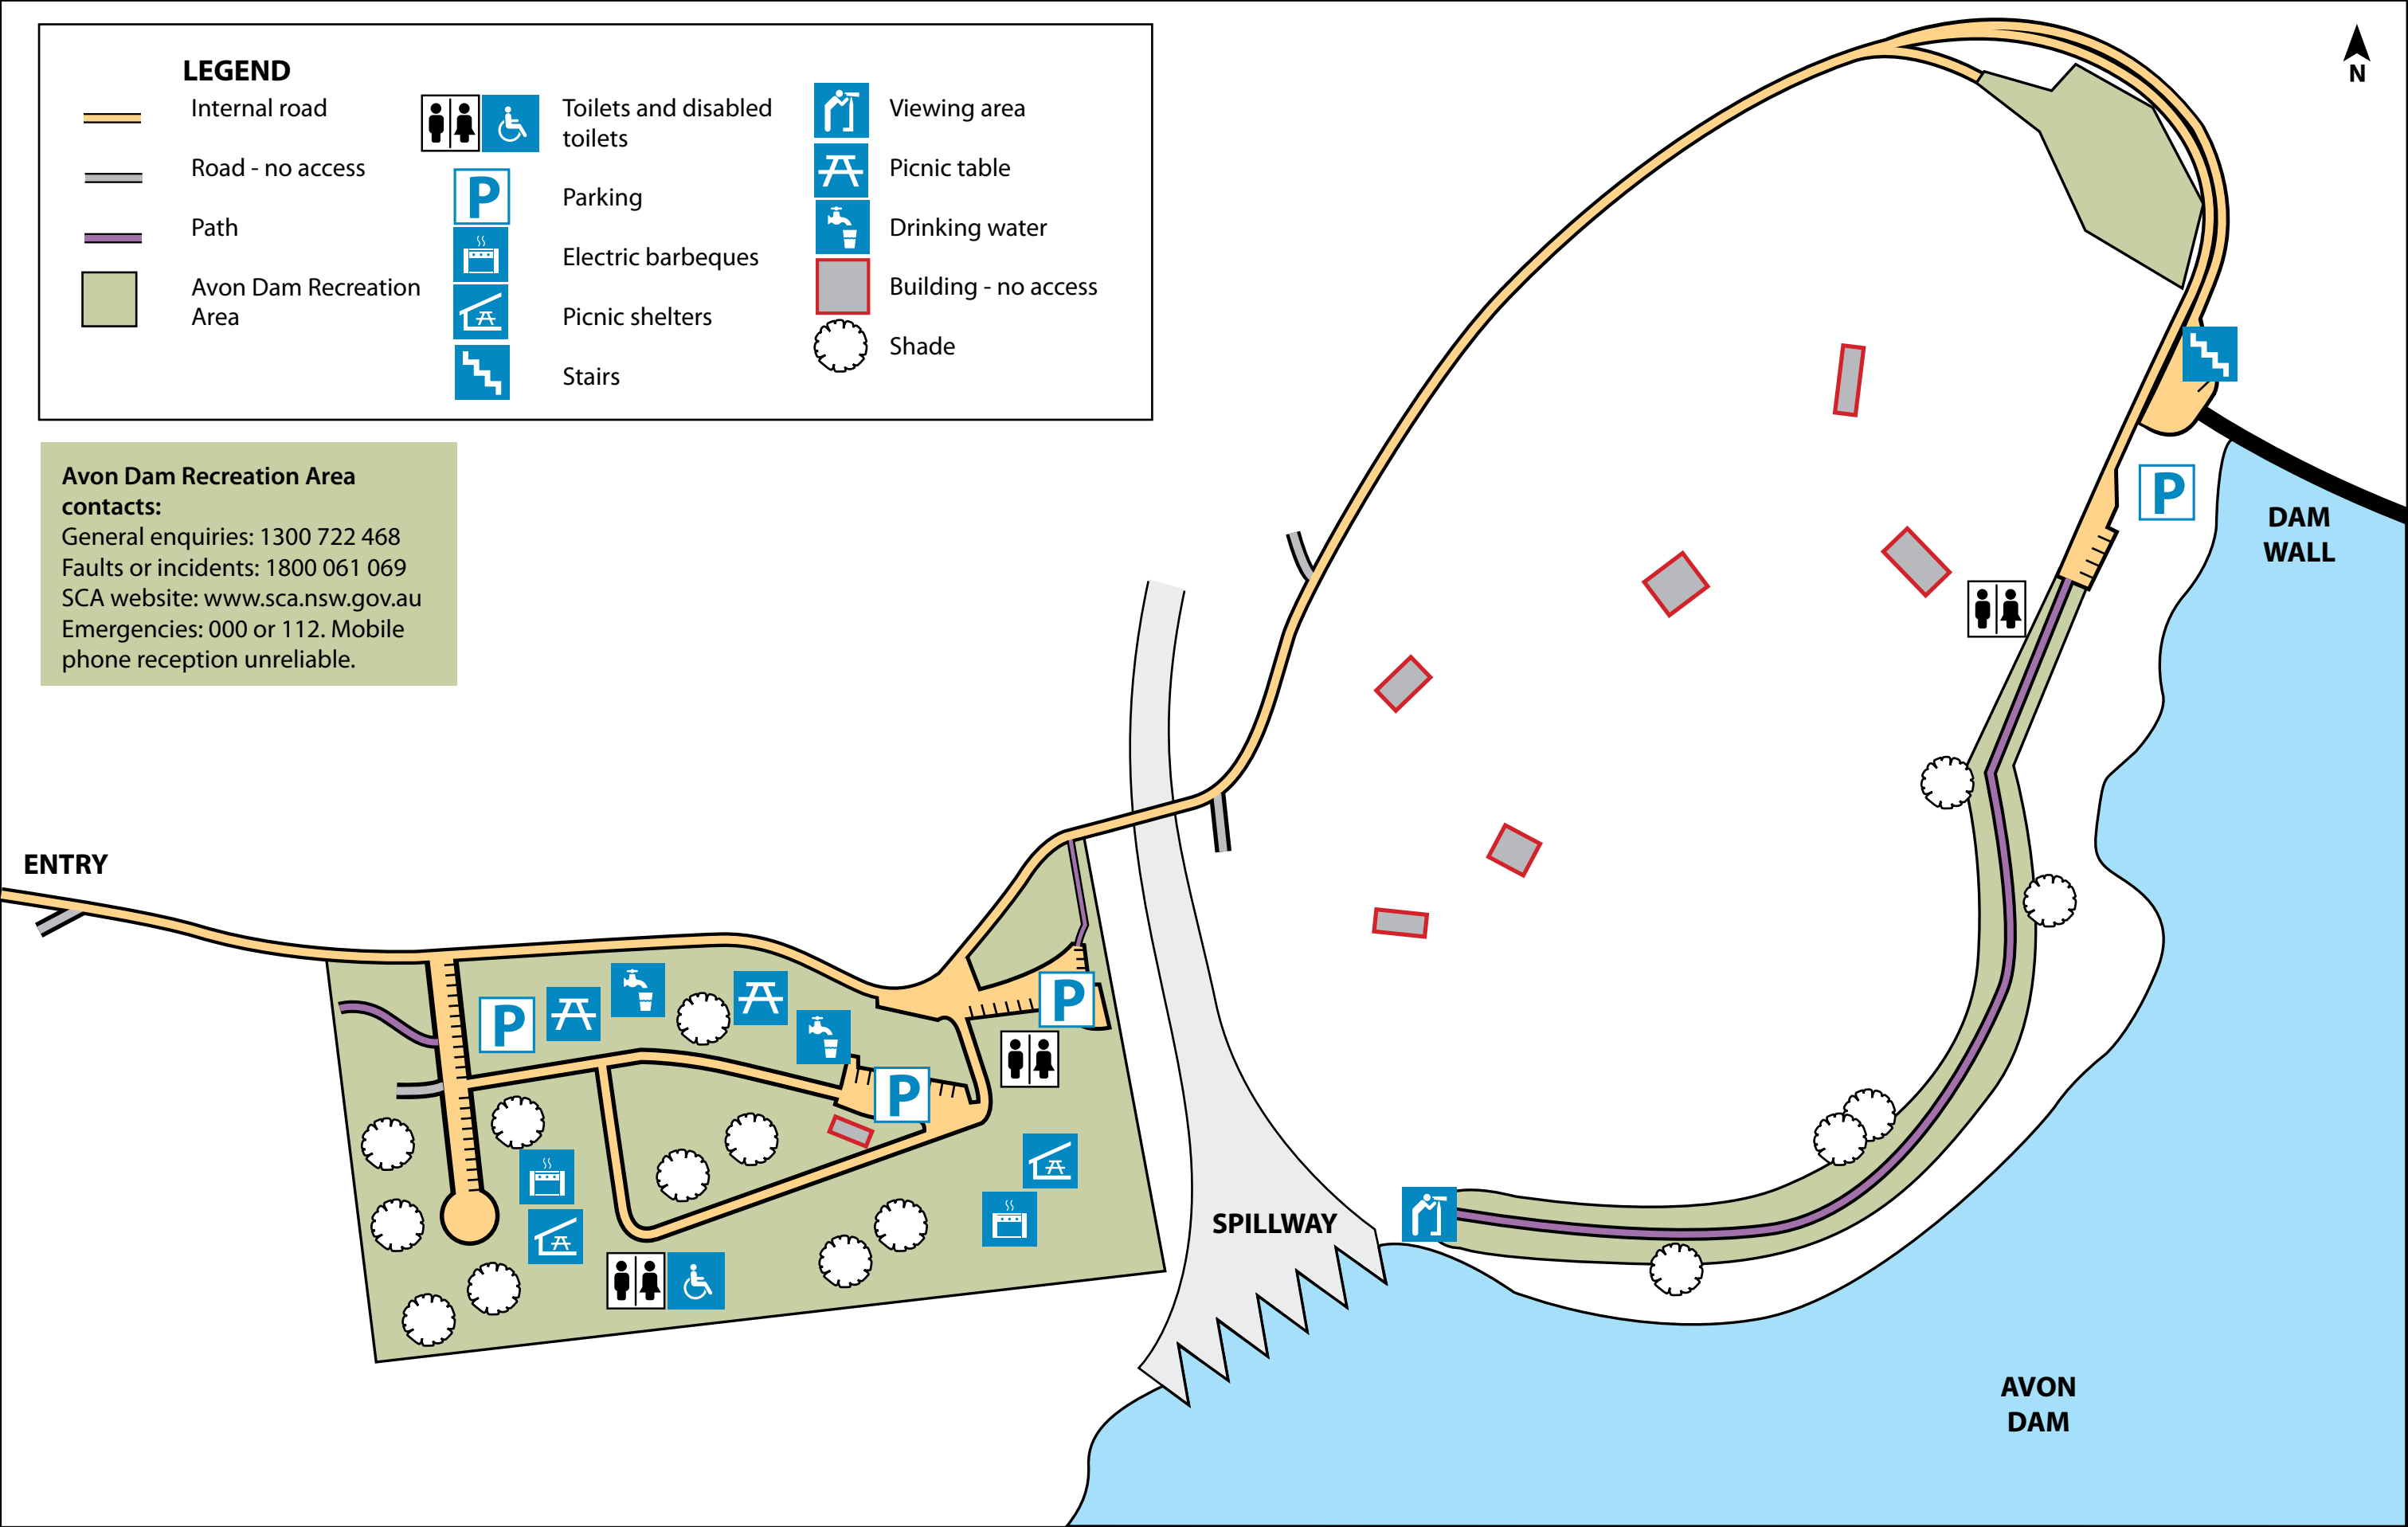 LEGEND
Internal road
Road - no access
Path
Avon Dam Recreation
Area
Toilets and disabled
toilets
P
Parking
Electric barbeques
Picnic shelters
Stairs
Viewing area
Picnic table
Drinking water
Building - no access
Shade
N
Avon Dam Recreation Area
contacts:
General enquiries: 1300 722 468
Faults or incidents: 1800 061 069
SCA website: www.sca.nsw.gov.au
Emergencies: 000 or 112. Mobile
phone reception unreliable.
P
DAM
WALL
ENTRY
P
P
P
SPILLWAY
AVON
DAM